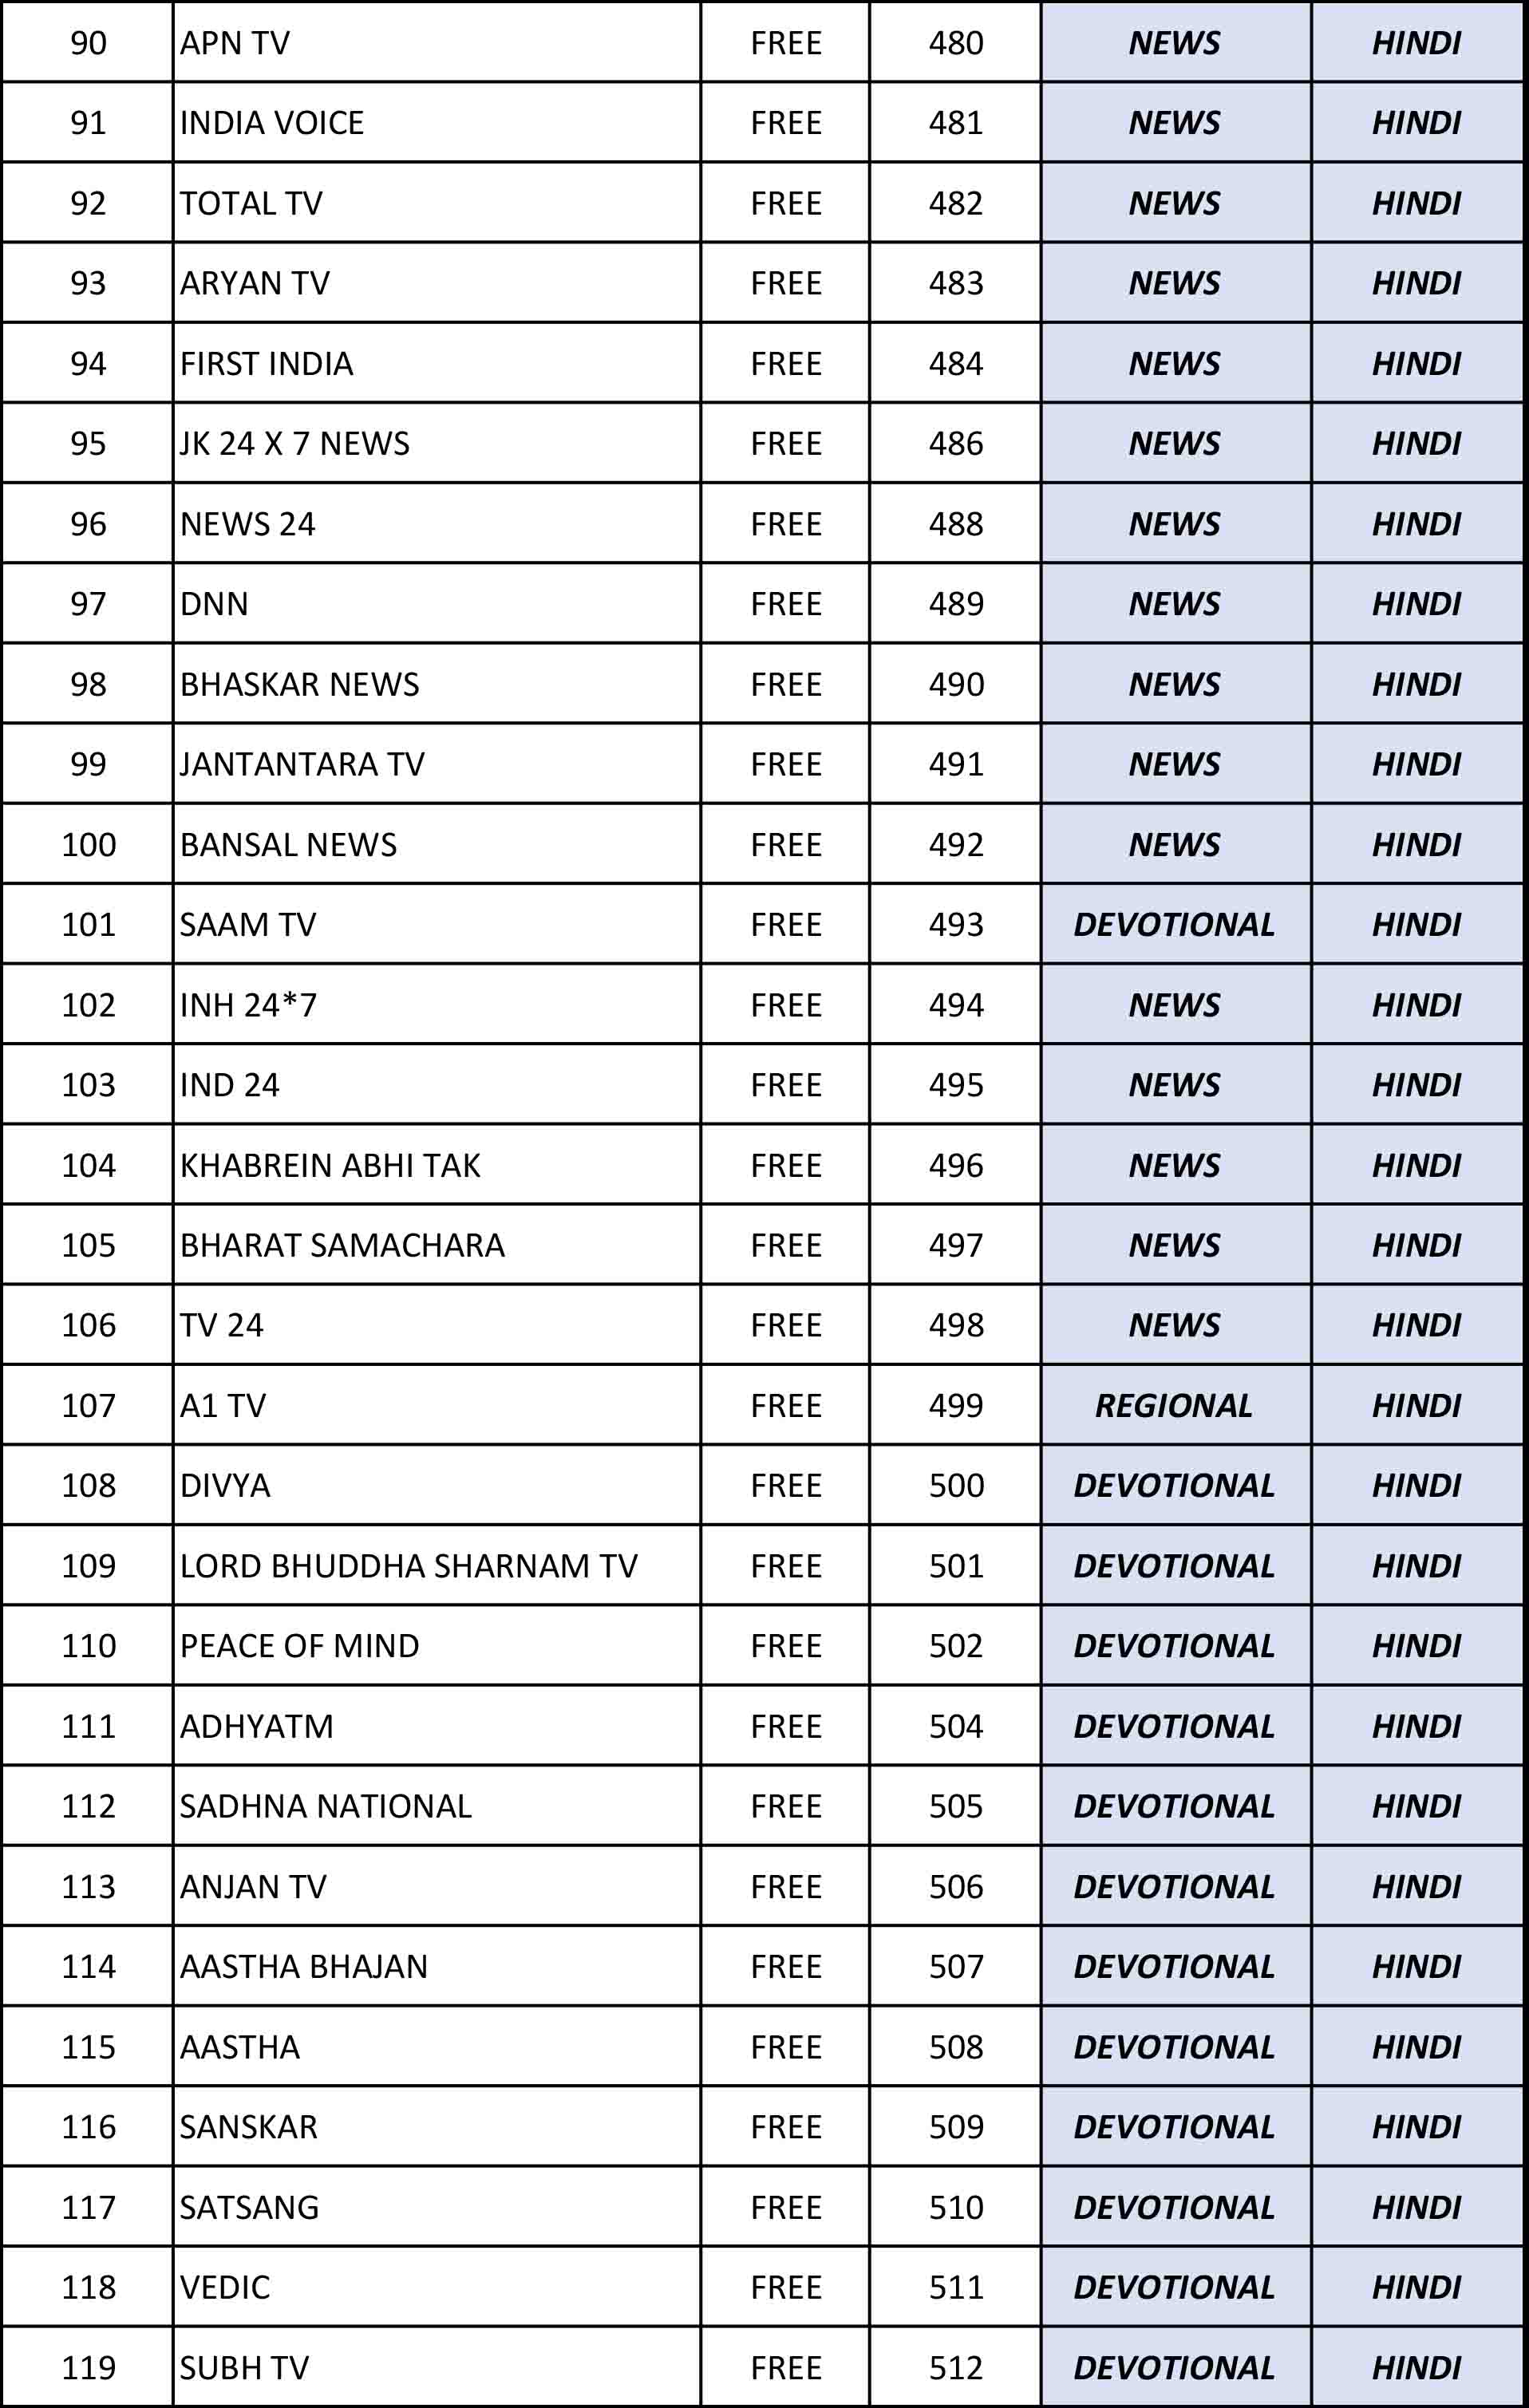 90 APN TV FREE 480 NEWS HINDI
91 INDIA VOICE FREE 481 NEWS HINDI
92 TOTAL TV FREE 482 NEWS HINDI
93 ARYAN TV FREE 483 NEWS HINDI
94 FIRST INDIA FREE 484 NEWS HINDI
95 JK 24 X 7 NEWS FREE 486 NEWS HINDI
96 NEWS 24 FREE 488 NEWS HINDI
97 DNN FREE 489 NEWS HINDI
98 BHASKAR NEWS FREE 490 NEWS HINDI
99 JANTANTARA TV FREE 491 NEWS HINDI
100 BANSAL NEWS FREE 492 NEWS HINDI
101 SAAM TV FREE 493 DEVOTIONAL HINDI
102 INH 24*7 FREE 494 NEWS HINDI
103 IND 24 FREE 495 NEWS HINDI
104 KHABREIN ABHI TAK FREE 496 NEWS HINDI
105 BHARAT SAMACHARA FREE 497 NEWS HINDI
106 TV 24 FREE 498 NEWS HINDI
107 A1 TV FREE 499 REGIONAL HINDI
108 DIVYA FREE 500 DEVOTIONAL HINDI
109 LORD BHUDDHA SHARNAM TV FREE 501 DEVOTIONAL HINDI
110 PEACE OF MIND FREE 502 DEVOTIONAL HINDI
111 ADHYATM FREE 504 DEVOTIONAL HINDI
112 SADHNA NATIONAL FREE 505 DEVOTIONAL HINDI
113 ANJAN TV FREE 506 DEVOTIONAL HINDI
114 AASTHA BHAJAN FREE 507 DEVOTIONAL HINDI
115 AASTHA FREE 508 DEVOTIONAL HINDI
116 SANSKAR FREE 509 DEVOTIONAL HINDI
117 SATSANG FREE 510 DEVOTIONAL HINDI
118 VEDIC FREE 511 DEVOTIONAL HINDI
119 SUBH TV FREE 512 DEVOTIONAL HINDI